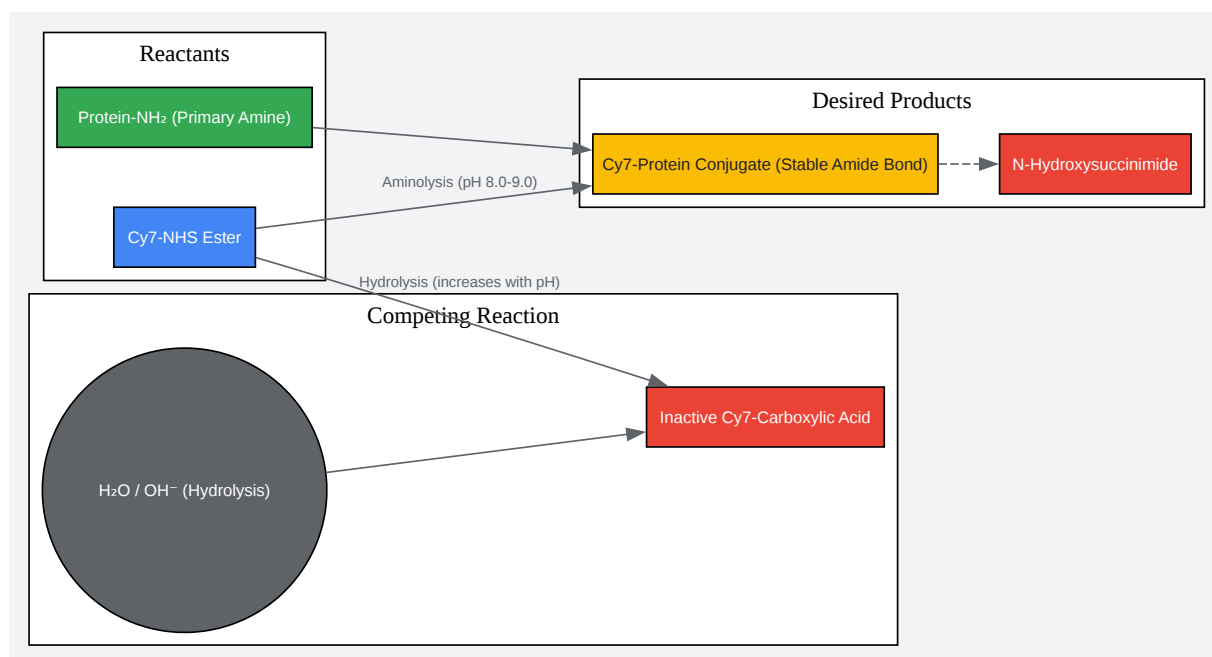 Reactants
Protein-NH₂ (Primary Amine)
Cy7-NHS Ester
Desired Products
Cy7-Protein Conjugate (Stable Amide Bond)
N-Hydroxysuccinimide
Aminolysis (pH 8.0-9.0)
Hydrolysis (increases with pH)
Competing Reaction
Inactive Cy7-Carboxylic Acid
H₂O / OH⁻ (Hydrolysis)